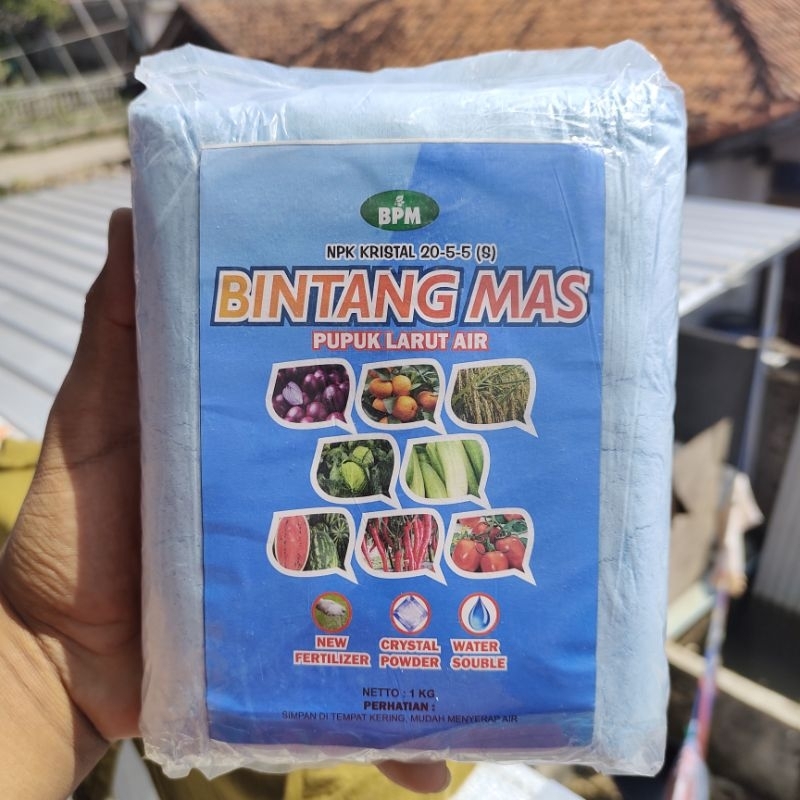 BPM
NPK KRISTAL 20-5-5 (S)
BINTANG MAS
PUPUK LARUT AIR
NEW
FERTILIZER
CRYSTAL
POWDER
WATER
SOUBLE
NETTO : 1 KG
PERHATIAN :
SIMPAN DI TEMPAT KERING, MUDAH MENYERAP AIR